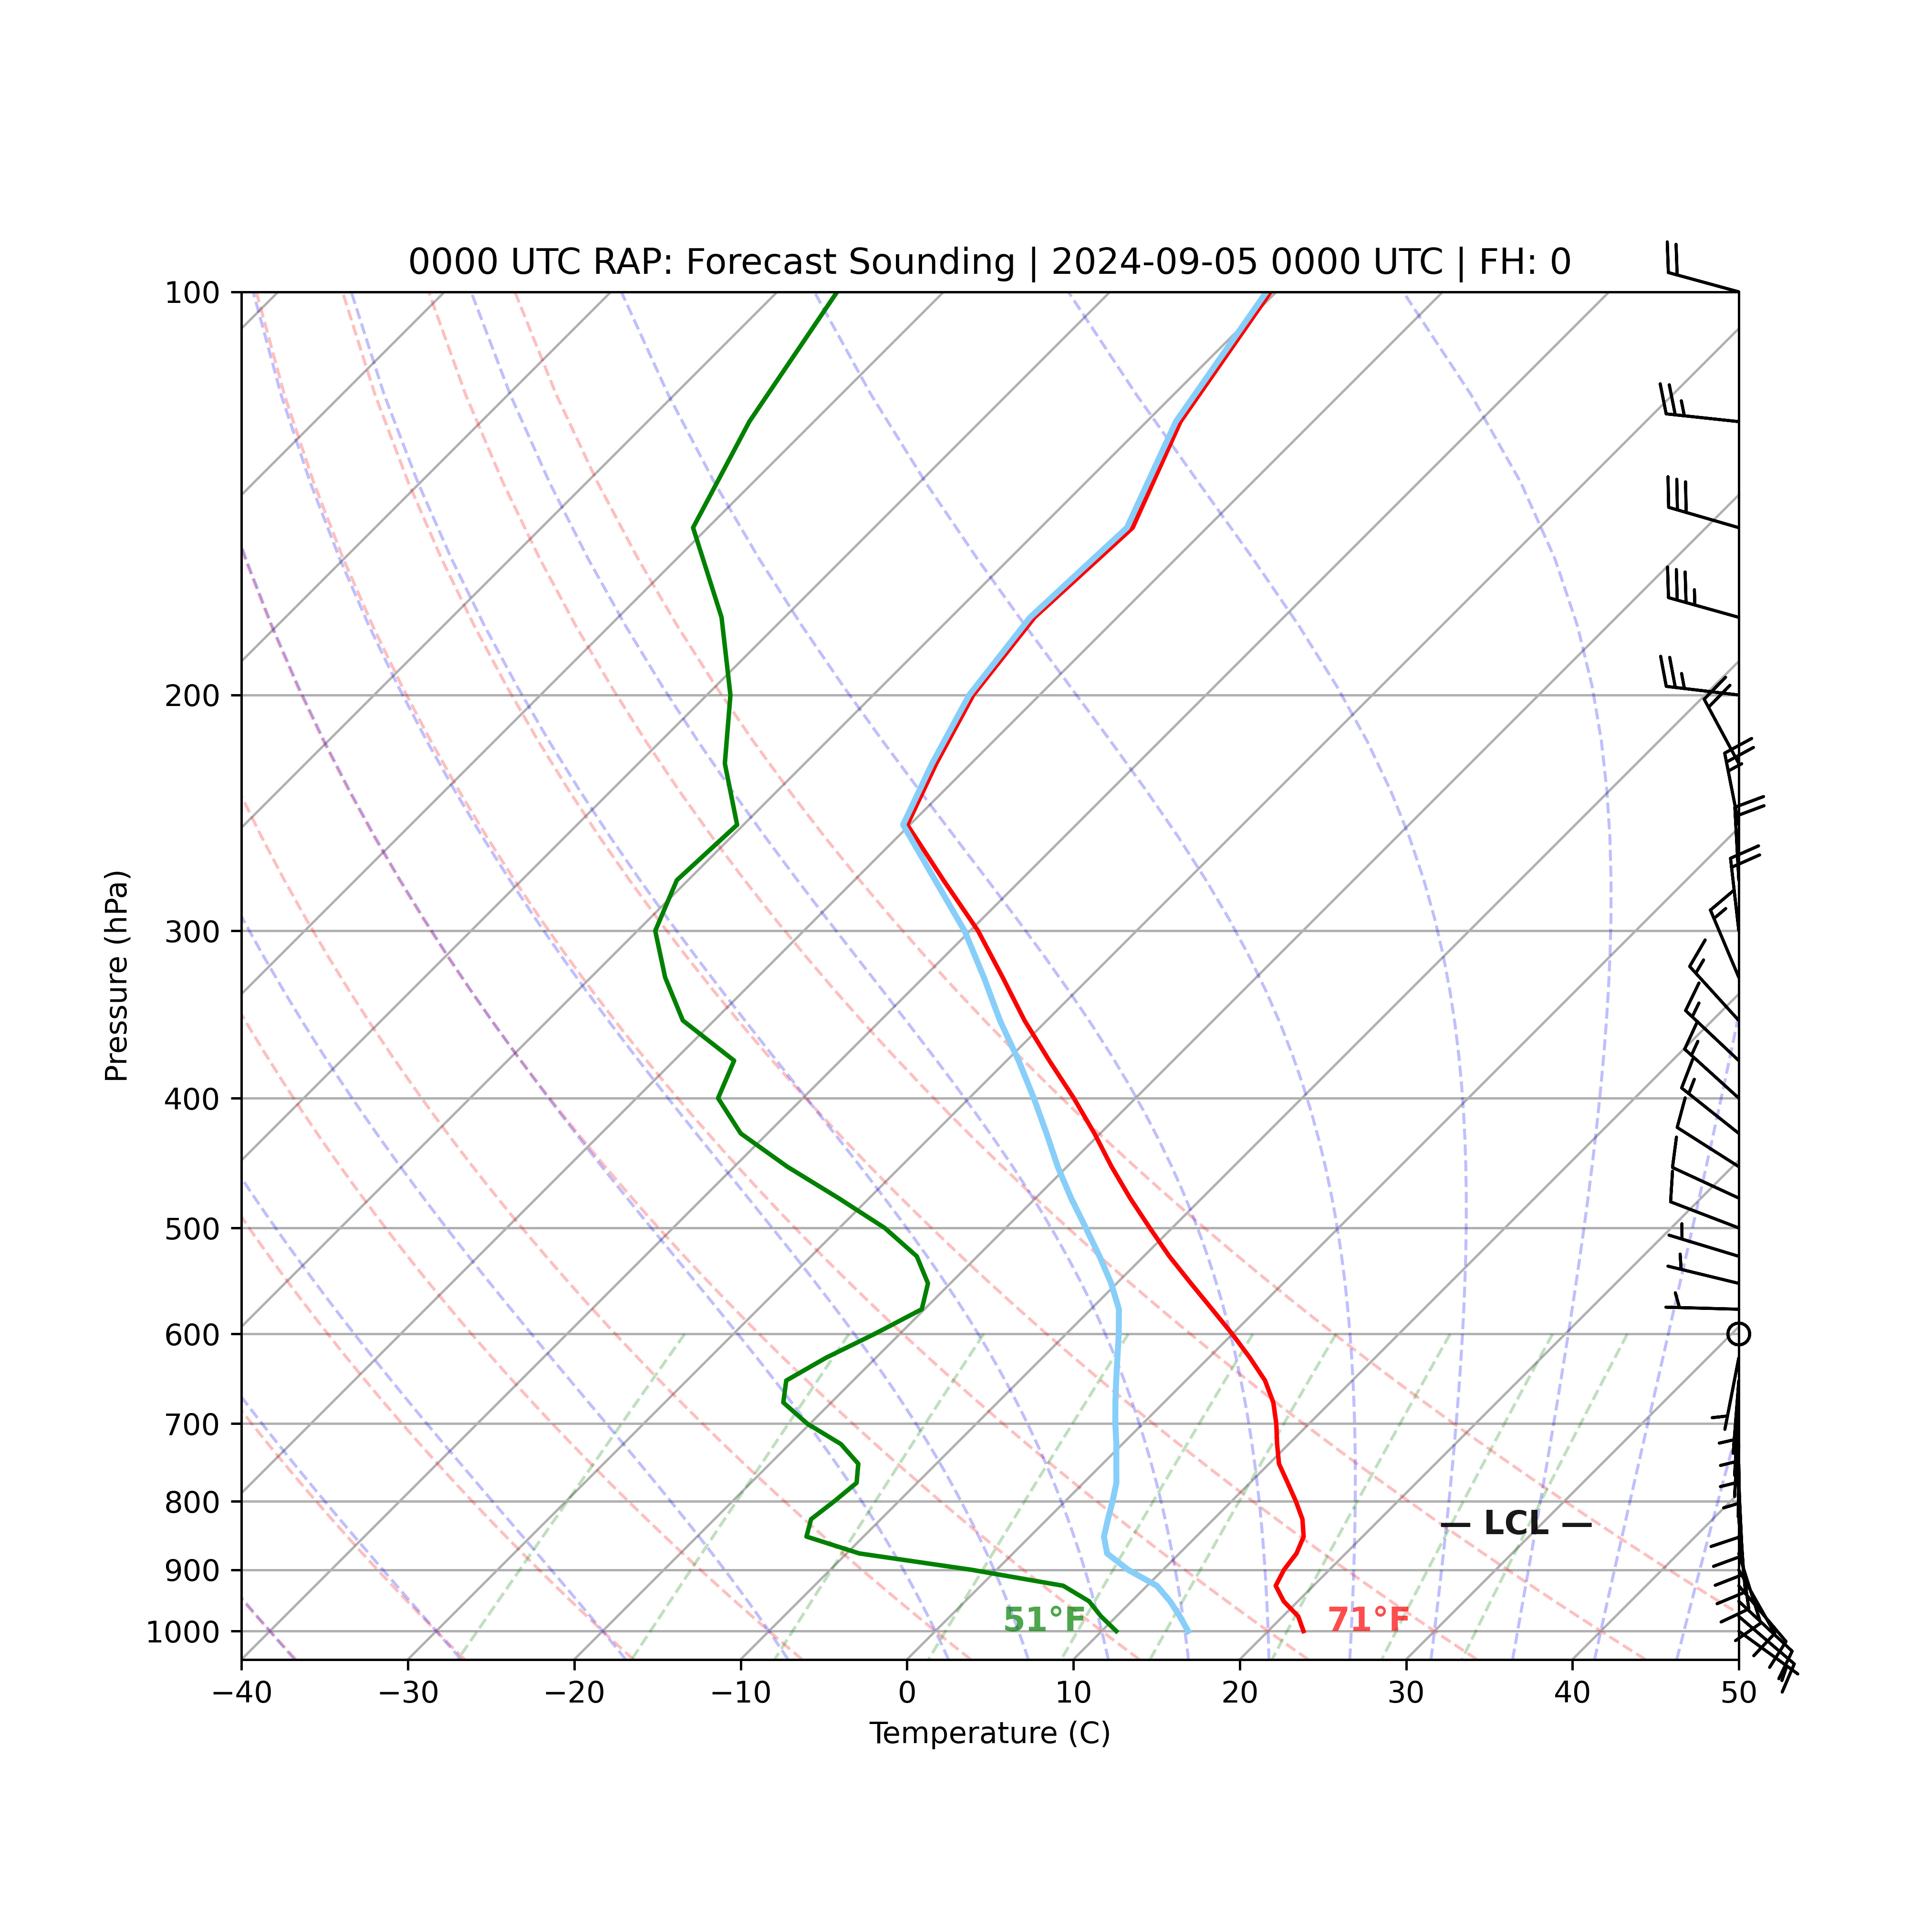 0000 UTC RAP: Forecast Sounding | 2024-09-05 0000 UTC | FH: 0
100
200
300
400
500
600
700
800
900
1000
Pressure (hPa)
— LCL —
51°F
71°F
−40 −30 −20 −10 0 10 20 30 40 50
Temperature (C)